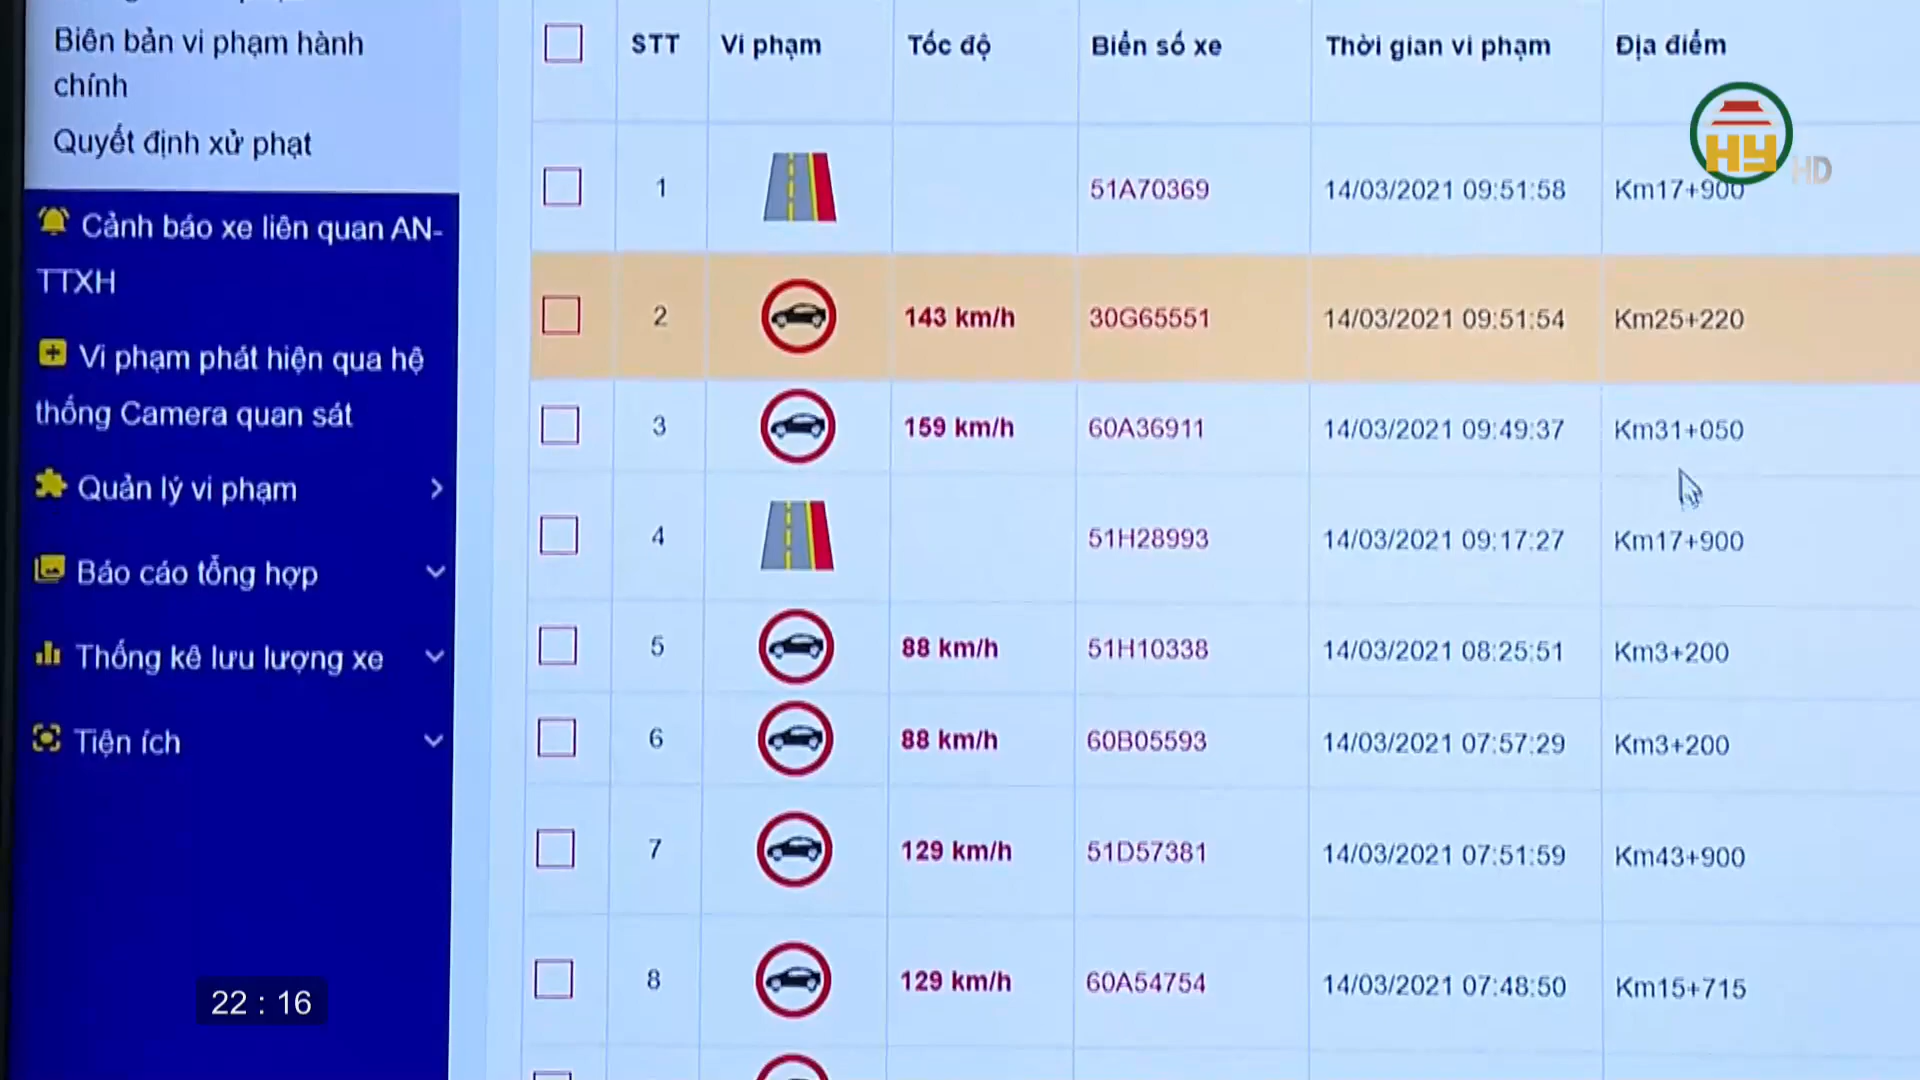 Biên bản vi phạm hành
chính
Quyết định xử phạt
Cảnh báo xe liên quan AN-
TTXH
Vi phạm phát hiện qua hệ
thống Camera quan sát
Quản lý vi phạm
Báo cáo tổng hợp
Thống kê lưu lượng xe
Tiện ích
22 : 16
STT Vi phạm Tốc độ Biển số xe Thời gian vi phạm Địa điểm
1 51A70369 14/03/2021 09:51:58 Km17+900
2 143 km/h 30G65551 14/03/2021 09:51:54 Km25+220
3 159 km/h 60A36911 14/03/2021 09:49:37 Km31+050
4 51H28993 14/03/2021 09:17:27 Km17+900
5 88 km/h 51H10338 14/03/2021 08:25:51 Km3+200
6 88 km/h 60B05593 14/03/2021 07:57:29 Km3+200
7 129 km/h 51D57381 14/03/2021 07:51:59 Km43+900
8 129 km/h 60A54754 14/03/2021 07:48:50 Km15+715
HY HD